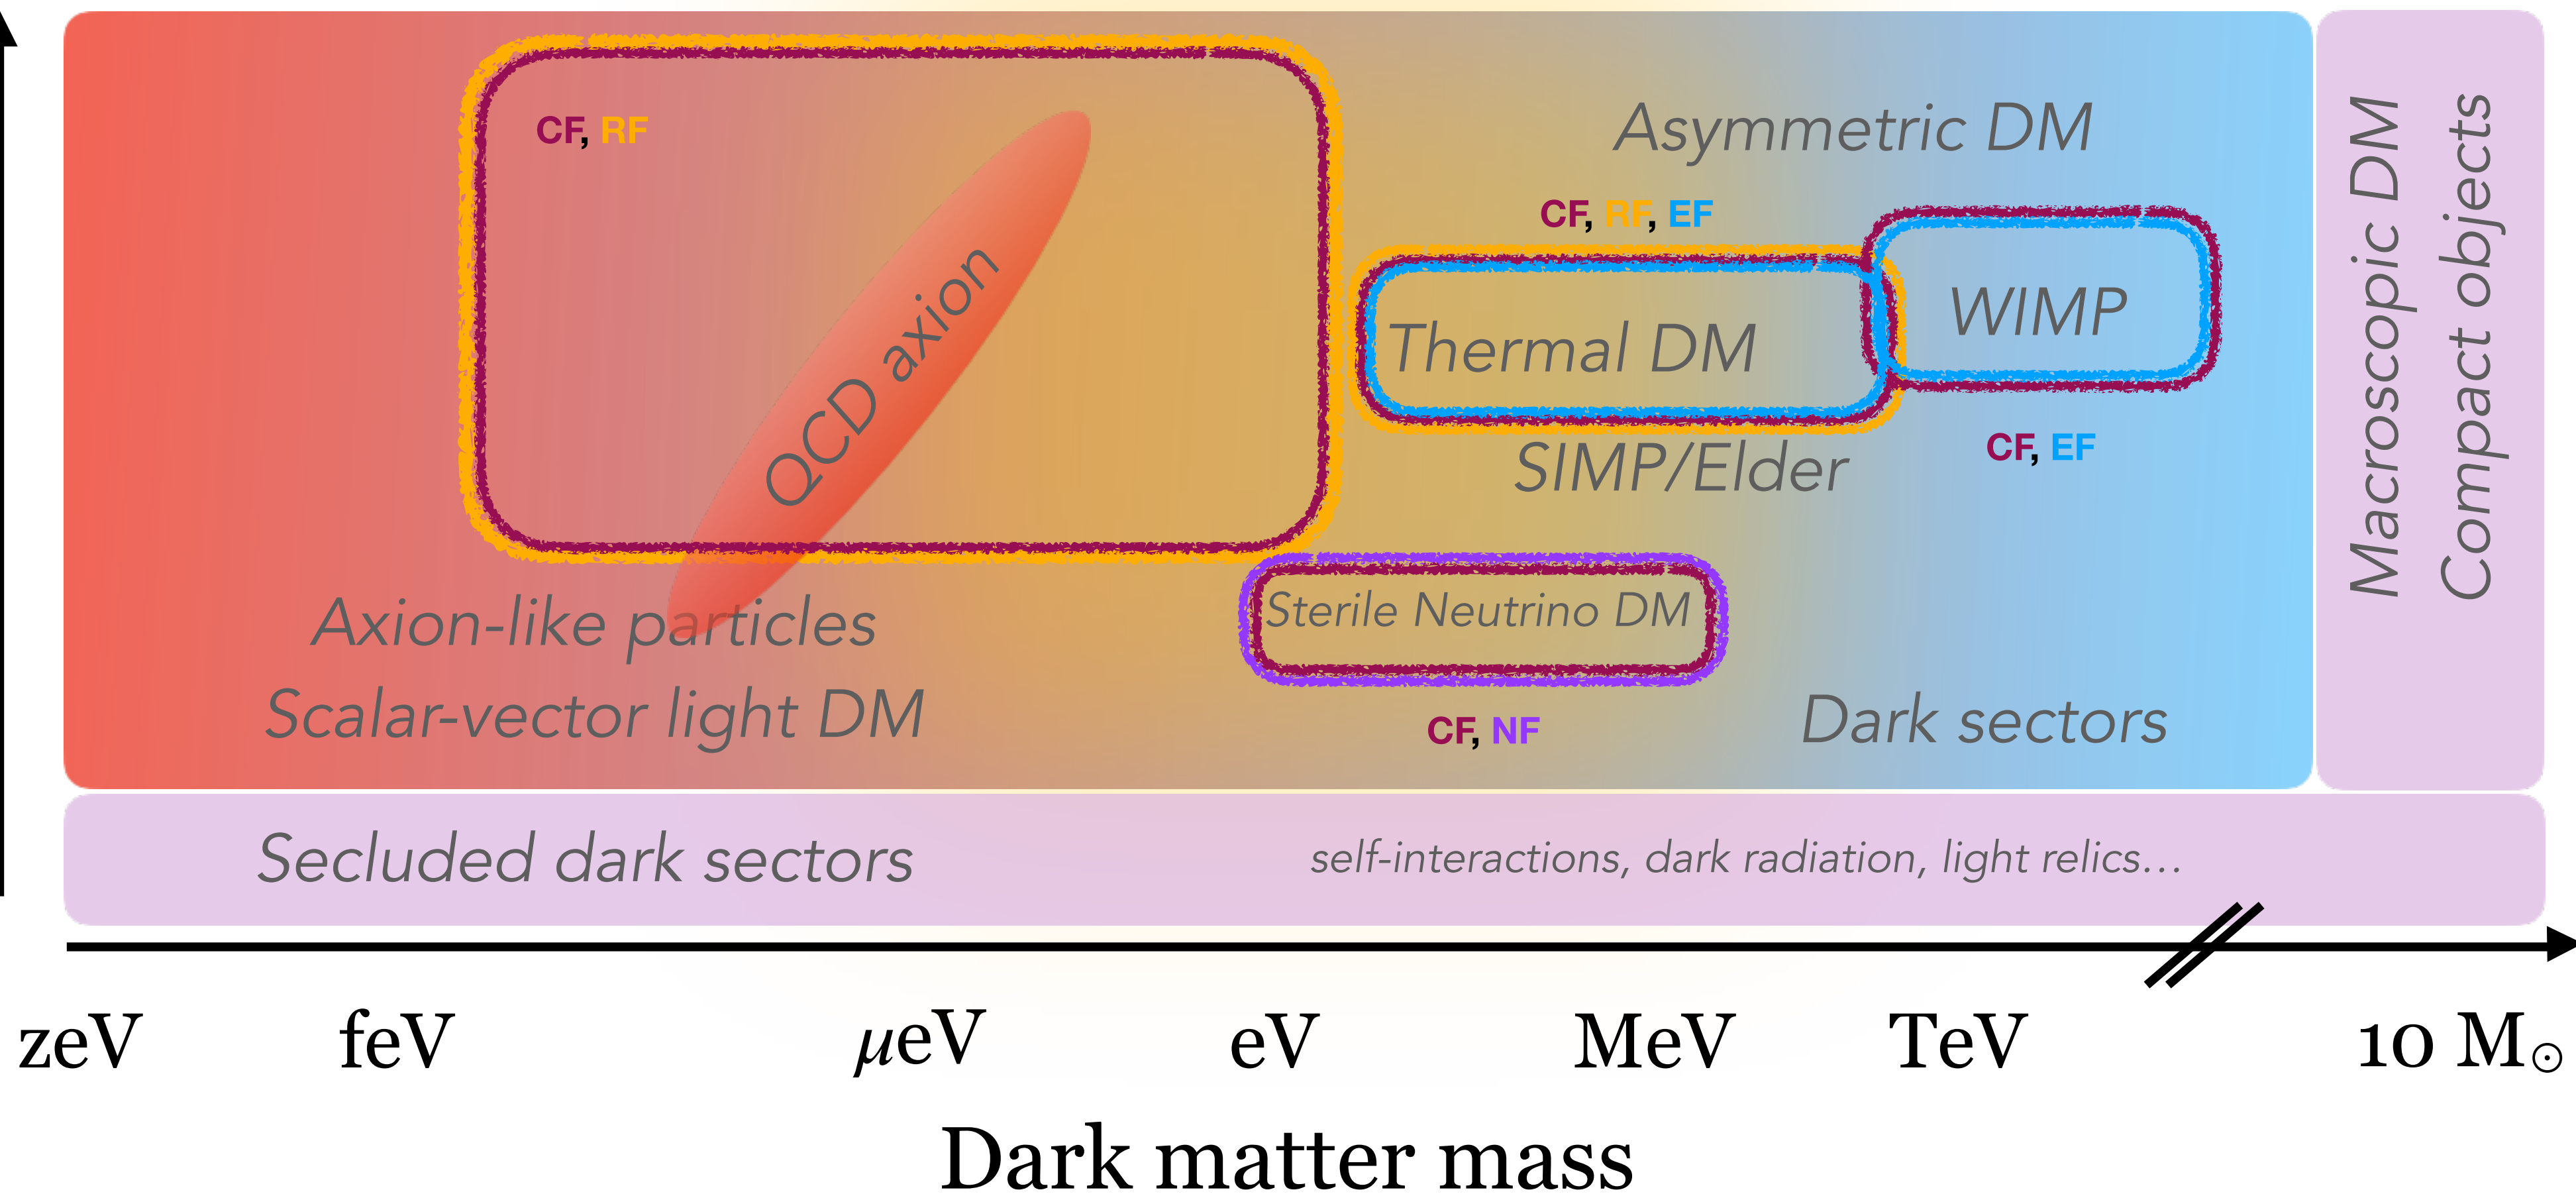 CF, RF
QCD axion
Asymmetric DM
CF, RF, EF
Thermal DM
WIMP
CF, EF
SIMP/Elder
Sterile Neutrino DM
CF, NF
Axion-like particles
Scalar-vector light DM
Dark sectors
Macroscopic DM
Compact objects
Secluded dark sectors
self-interactions, dark radiation, light relics...
zeV feV μeV eV MeV TeV 10 M☉
Dark matter mass